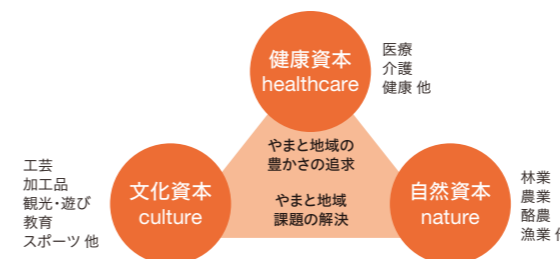 健康資本
healthcare
医療
介護
健康 他
やまと地域の
豊かさの追求
やまと地域
課題の解決
工芸
加工品
観光・遊び
教育
スポーツ 他
文化資本
culture
自然資本
nature
林業
農業
酪農
漁業 他